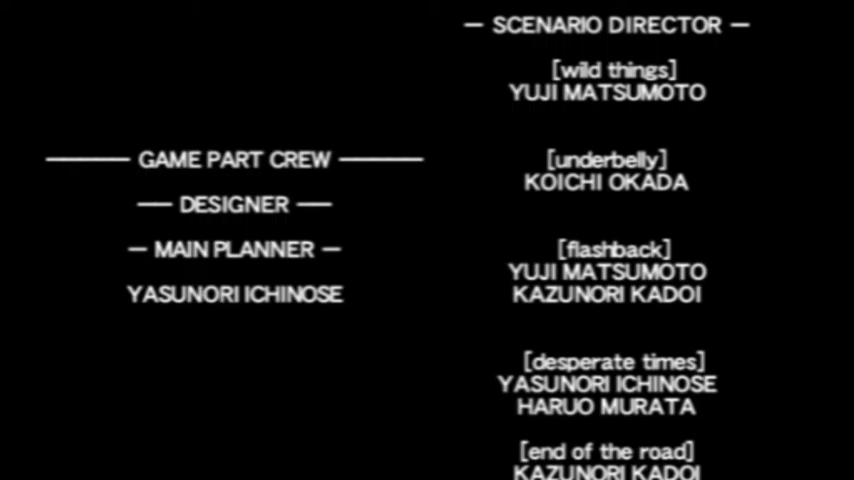 — SCENARIO DIRECTOR —
[wild things]
YUJI MATSUMOTO
[underbelly]
KOICHI OKADA
[flashback]
YUJI MATSUMOTO
KAZUNORI KADOI
[desperate times]
YASUNORI ICHINOSE
HARUO MURATA
[end of the road]
KAZUNORI KADOI
GAME PART CREW
DESIGNER
— MAIN PLANNER —
YASUNORI ICHINOSE